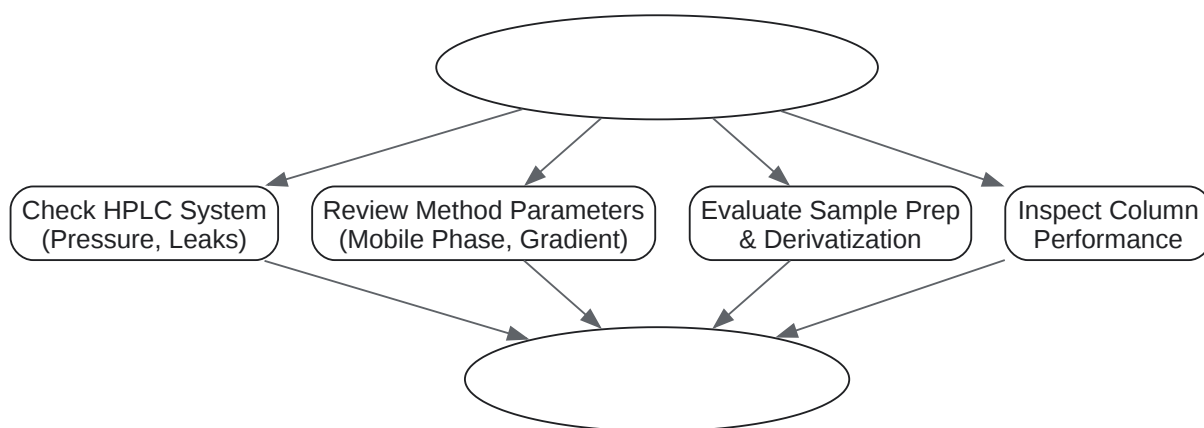 Check HPLC System
(Pressure, Leaks)
Review Method Parameters
(Mobile Phase, Gradient)
Evaluate Sample Prep
& Derivatization
Inspect Column
Performance